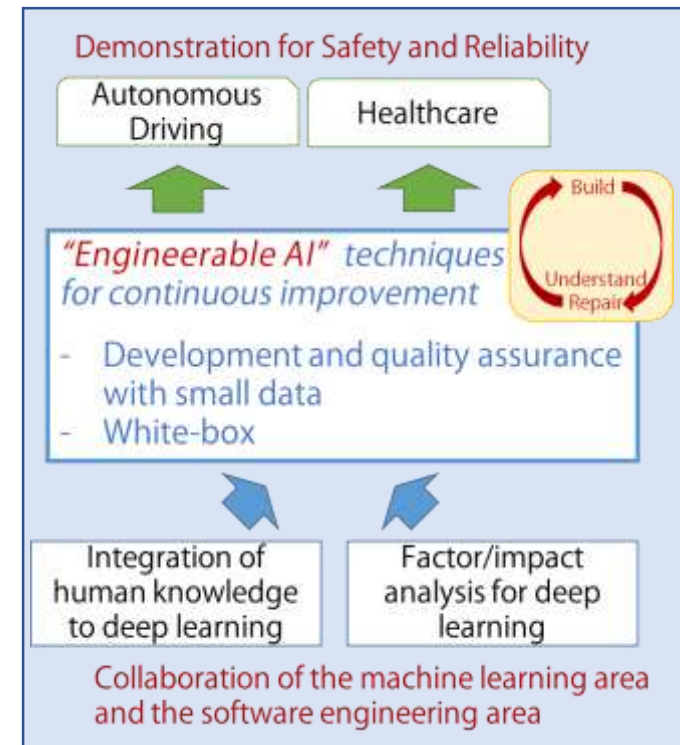 Demonstration for Safety and Reliability
Autonomous
Driving
Healthcare
Build
Understand
Repair
"Engineerable AI" techniques
for continuous improvement
- Development and quality assurance
with small data
- White-box
Integration of
human knowledge
to deep learning
Factor/impact
analysis for deep
learning
Collaboration of the machine learning area
and the software engineering area